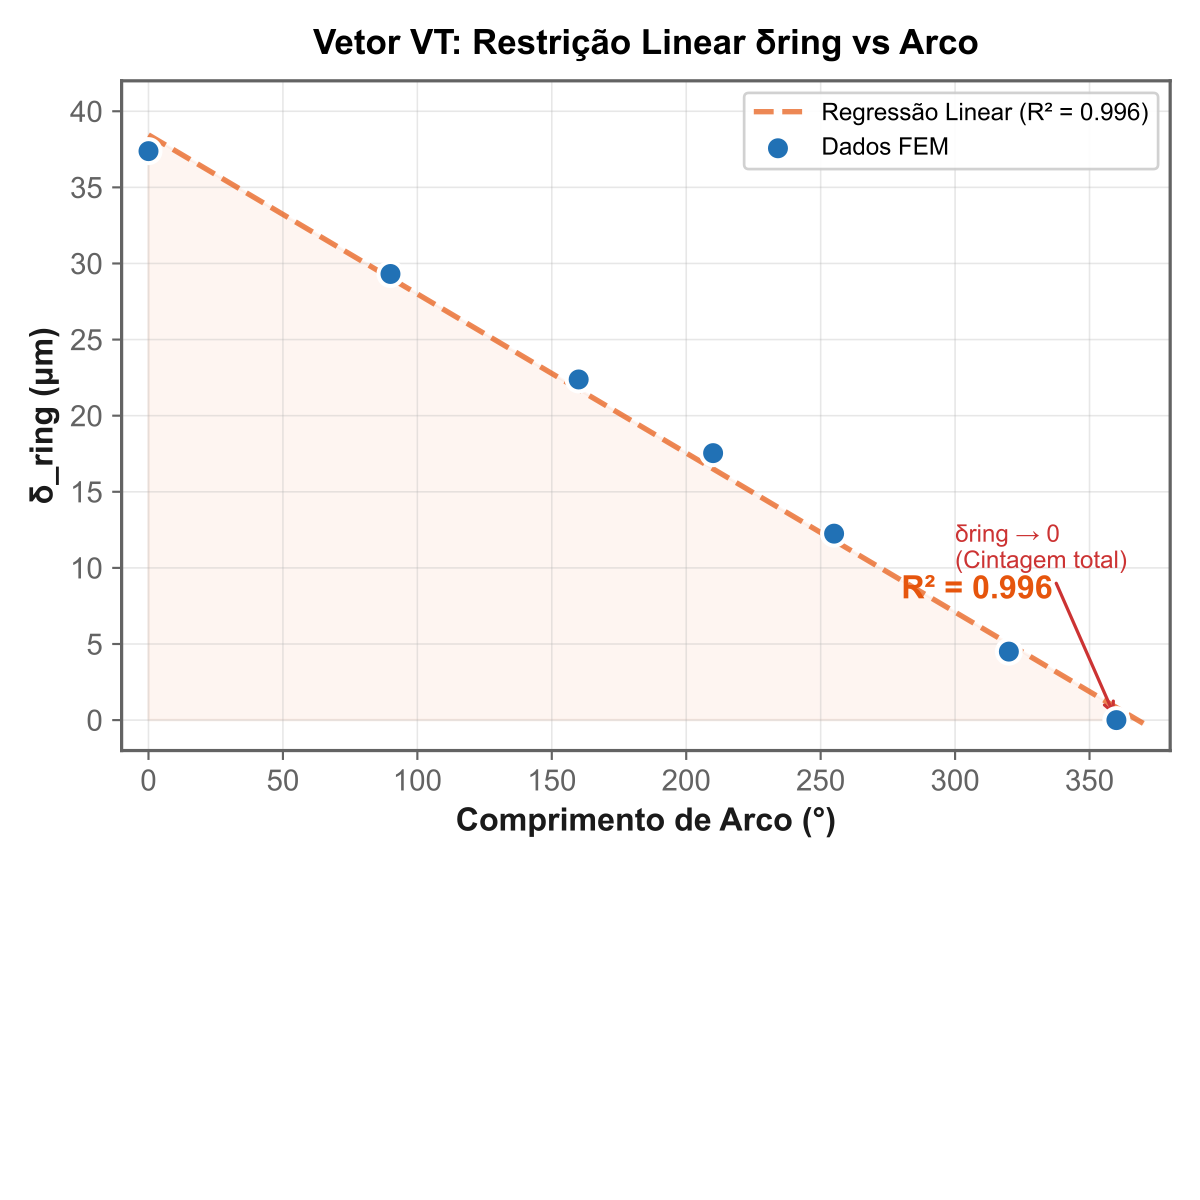 Vetor VT: Restrição Linear δring vs Arco
Regressão Linear (R² = 0.996)
Dados FEM
δ_ring (μm)
40
35
30
25
20
15
10
5
0
δring → 0
(Cintagem total)
R² = 0.996
0 50 100 150 200 250 300 350
Comprimento de Arco (°)